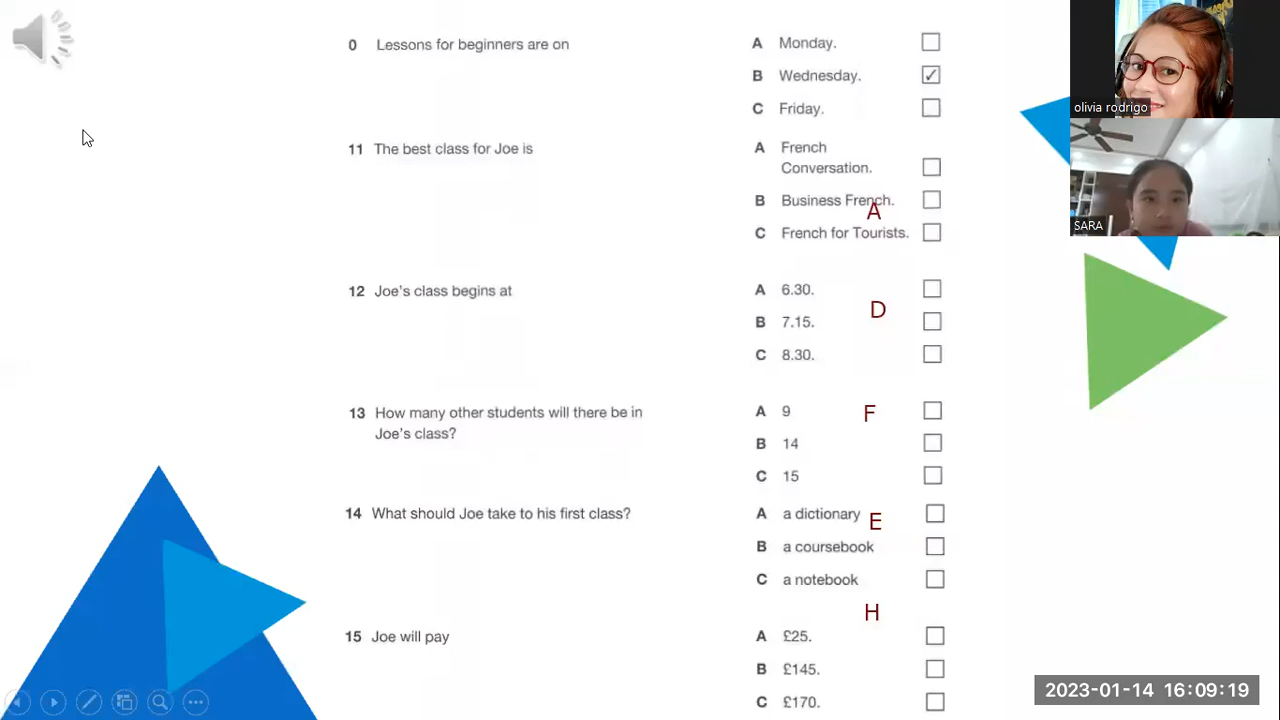 0 Lessons for beginners are on
A Monday.
B Wednesday. ✓
C Friday.
11 The best class for Joe is
A French
Conversation.
B Business French.
A
C French for Tourists.
12 Joe's class begins at
A 6.30.
D
B 7.15.
C 8.30.
13 How many other students will there be in
Joe's class?
A 9
F
B 14
C 15
14 What should Joe take to his first class?
A a dictionary
E
B a coursebook
C a notebook
H
15 Joe will pay
A £25.
B £145.
C £170.
olivia rodrigo
SARA
2023-01-14 16:09:19